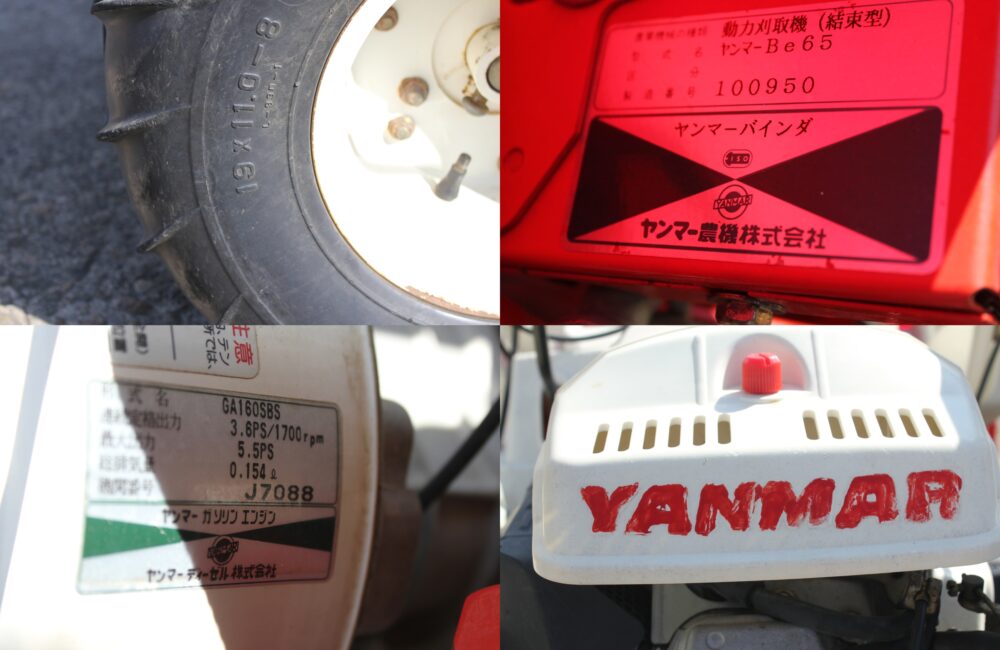 19X11.0-8
農業機械の種類 動力刈取機(結束型)
型式名 ヤンマーBe65
区分
製造番号 100950
ヤンマーバインダ
ISO
YANMAR
ヤンマー農機株式会社
注意
型式名 GA160SBS
連続定格出力 3.6PS/1700rpm
最大出力 5.5PS
総排気量 0.154ℓ
機関番号 J7088
ヤンマー ガソリン エンジン
ヤンマー ディーゼル 株式会社
YANMAR